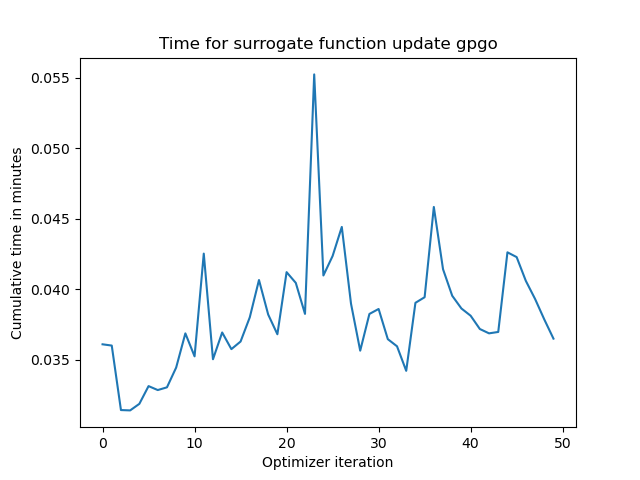 Time for surrogate function update gpgo
Cumulative time in minutes
0.055
0.050
0.045
0.040
0.035
0 10 20 30 40 50
Optimizer iteration